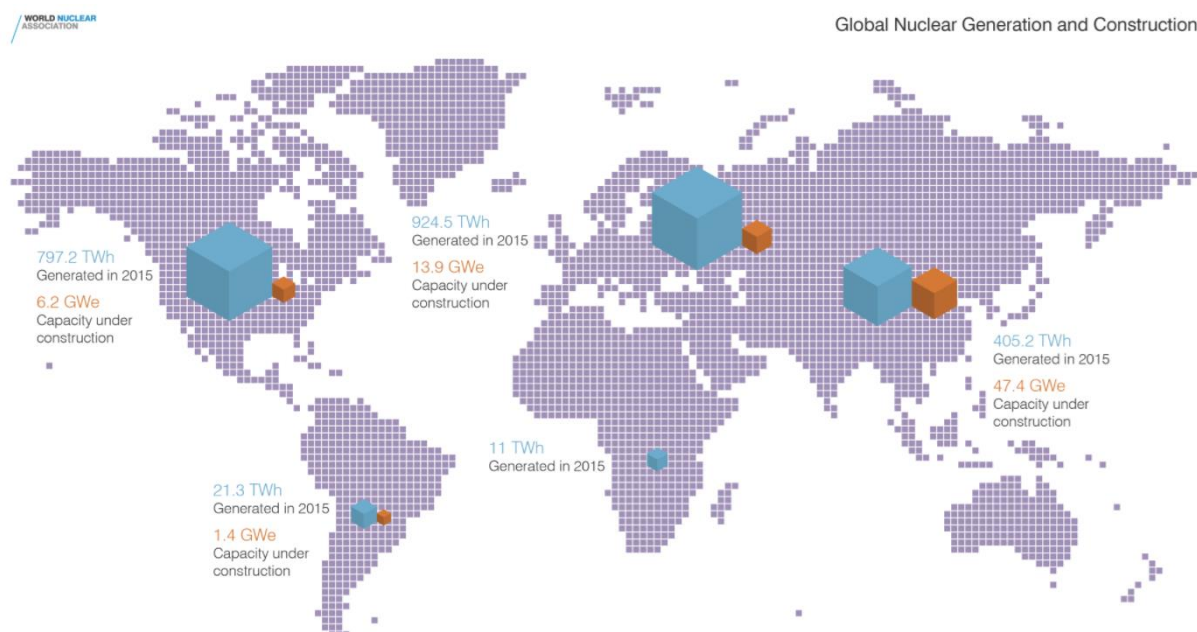 WORLD NUCLEAR
ASSOCIATION
Global Nuclear Generation and Construction
797.2 TWh
Generated in 2015
6.2 GWe
Capacity under
construction
924.5 TWh
Generated in 2015
13.9 GWe
Capacity under
construction
405.2 TWh
Generated in 2015
47.4 GWe
Capacity under
construction
11 TWh
Generated in 2015
21.3 TWh
Generated in 2015
1.4 GWe
Capacity under
construction